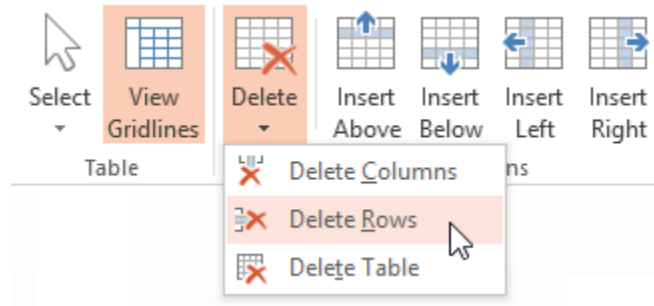 Select View Delete Insert Insert Insert Insert
Gridlines Above Below Left Right
Table ns
Delete Columns
Delete Rows
Delete Table